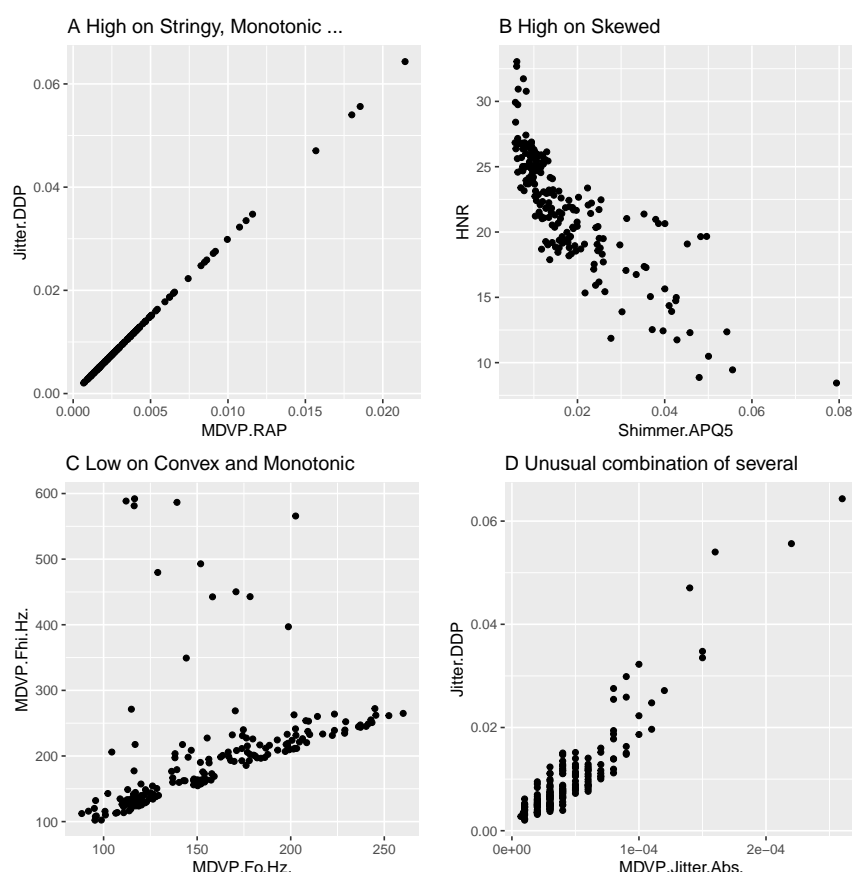 A High on Stringy, Monotonic ...
Jitter.DDP
0.06
0.04
0.02
0.00
0.000 0.005 0.010 0.015 0.020
MDVP.RAP
B High on Skewed
HNR
30
25
20
15
10
0.02 0.04 0.06 0.08
Shimmer.APQ5
C Low on Convex and Monotonic
MDVP.Fhi.Hz.
600
500
400
300
200
100
100 150 200 250
MDVP.Fo.Hz.
D Unusual combination of several
Jitter.DDP
0.06
0.04
0.02
0.00
0e+00 1e−04 2e−04
MDVP.Jitter.Abs.